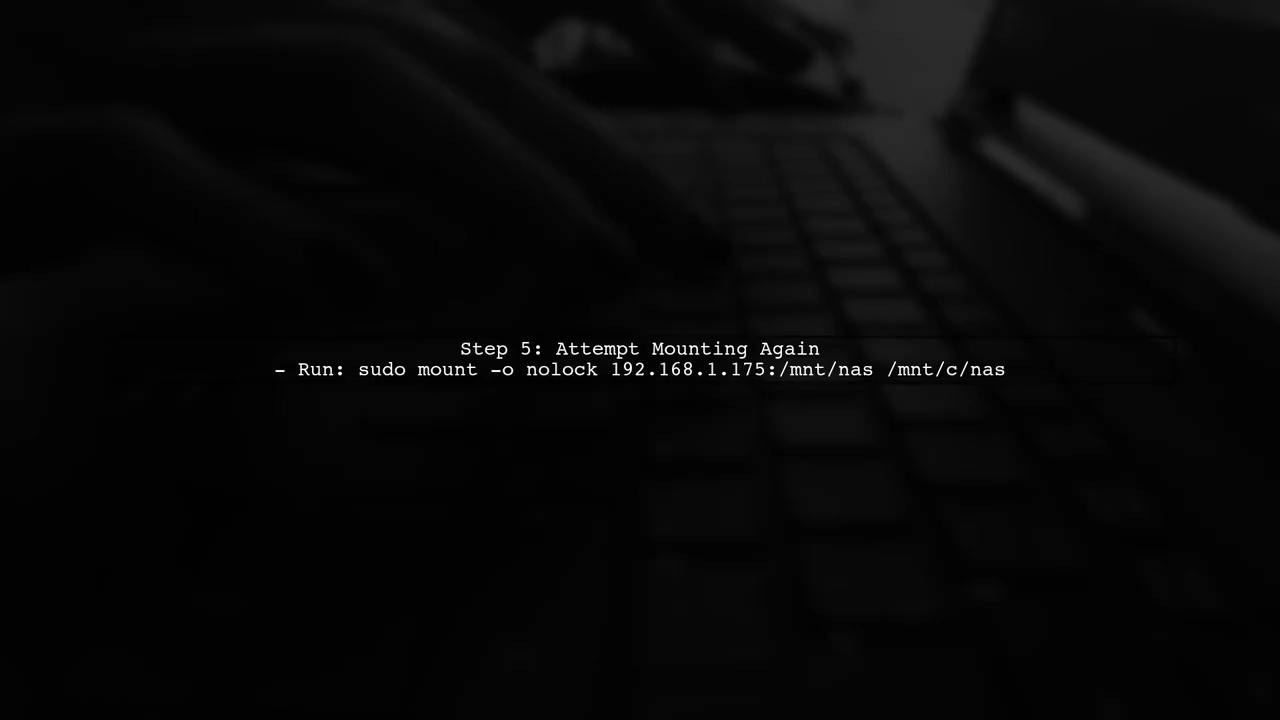 Step 5: Attempt Mounting Again
- Run: sudo mount -o nolock 192.168.1.175:/mnt/nas /mnt/c/nas